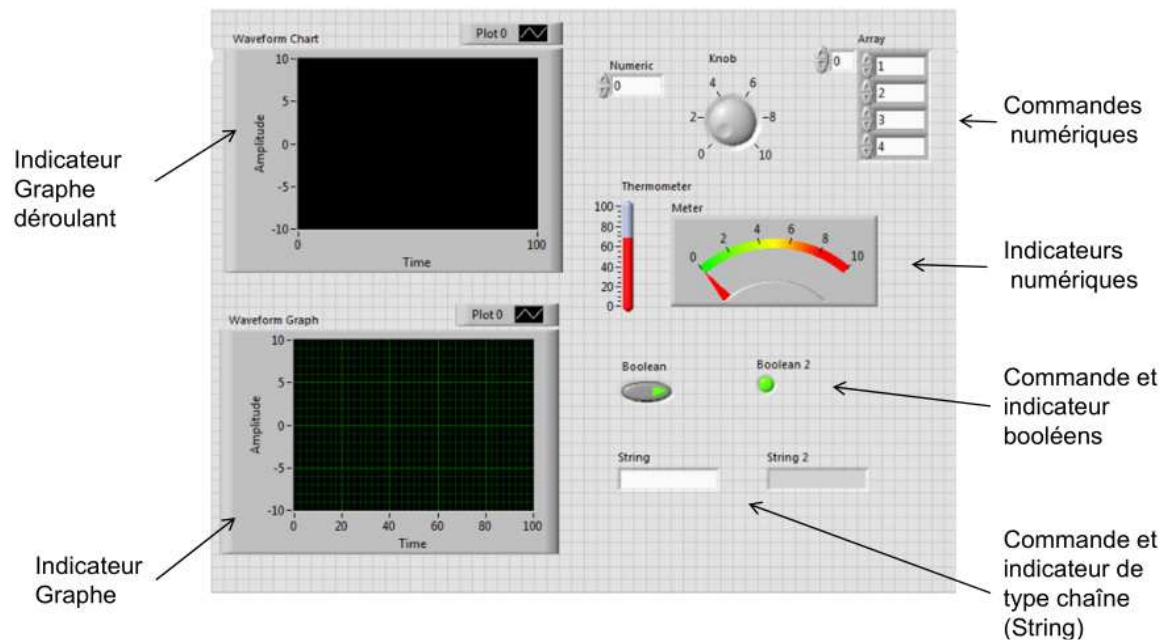 Waveform Chart
Plot 0
10
5
0
-5
-10
Amplitude
0
100
Time
Indicateur
Graphe
déroulant
Numeric
0
Knob
0
2
4
6
8
10
Array
0
1
2
3
4
Commandes
numériques
Thermometer
100
80
60
40
20
0
Meter
0
2
4
6
8
10
Indicateurs
numériques
Waveform Graph
Plot 0
10
5
0
-5
-10
Amplitude
0
20
40
60
80
100
Time
Indicateur
Graphe
Boolean
Boolean 2
Commande et
indicateur
booléens
String
String 2
Commande et
indicateur de
type chaîne
(String)